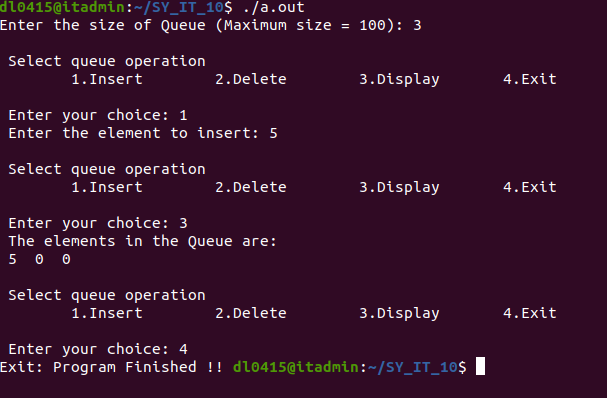 dl0415@itadmin:~/SY_IT_10$ ./a.out
Enter the size of Queue (Maximum size = 100): 3
Select queue operation
1.Insert 2.Delete 3.Display 4.Exit
Enter your choice: 1
Enter the element to insert: 5
Select queue operation
1.Insert 2.Delete 3.Display 4.Exit
Enter your choice: 3
The elements in the Queue are:
5 0 0
Select queue operation
1.Insert 2.Delete 3.Display 4.Exit
Enter your choice: 4
Exit: Program Finished !! dl0415@itadmin:~/SY_IT_10$